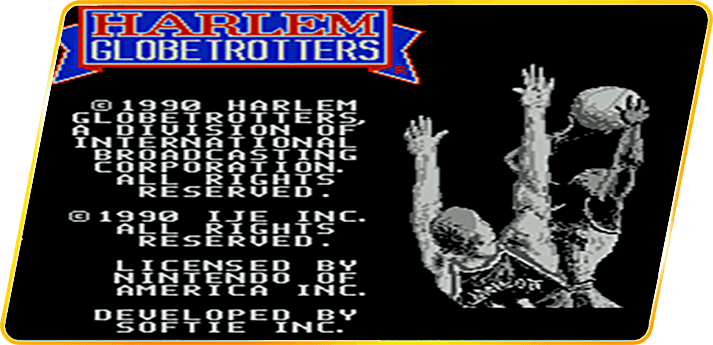 HARLEM
GLOBETROTTERS
®
©1990 HARLEM
GLOBETROTTERS,
A DIVISION OF
INTERNATIONAL
BROADCASTING
CORPORATION.
ALL RIGHTS
RESERVED.
©1990 IJE INC.
ALL RIGHTS
RESERVED.
LICENSED BY
NINTENDO OF
AMERICA INC.
DEVELOPED BY
SOFTIE INC.